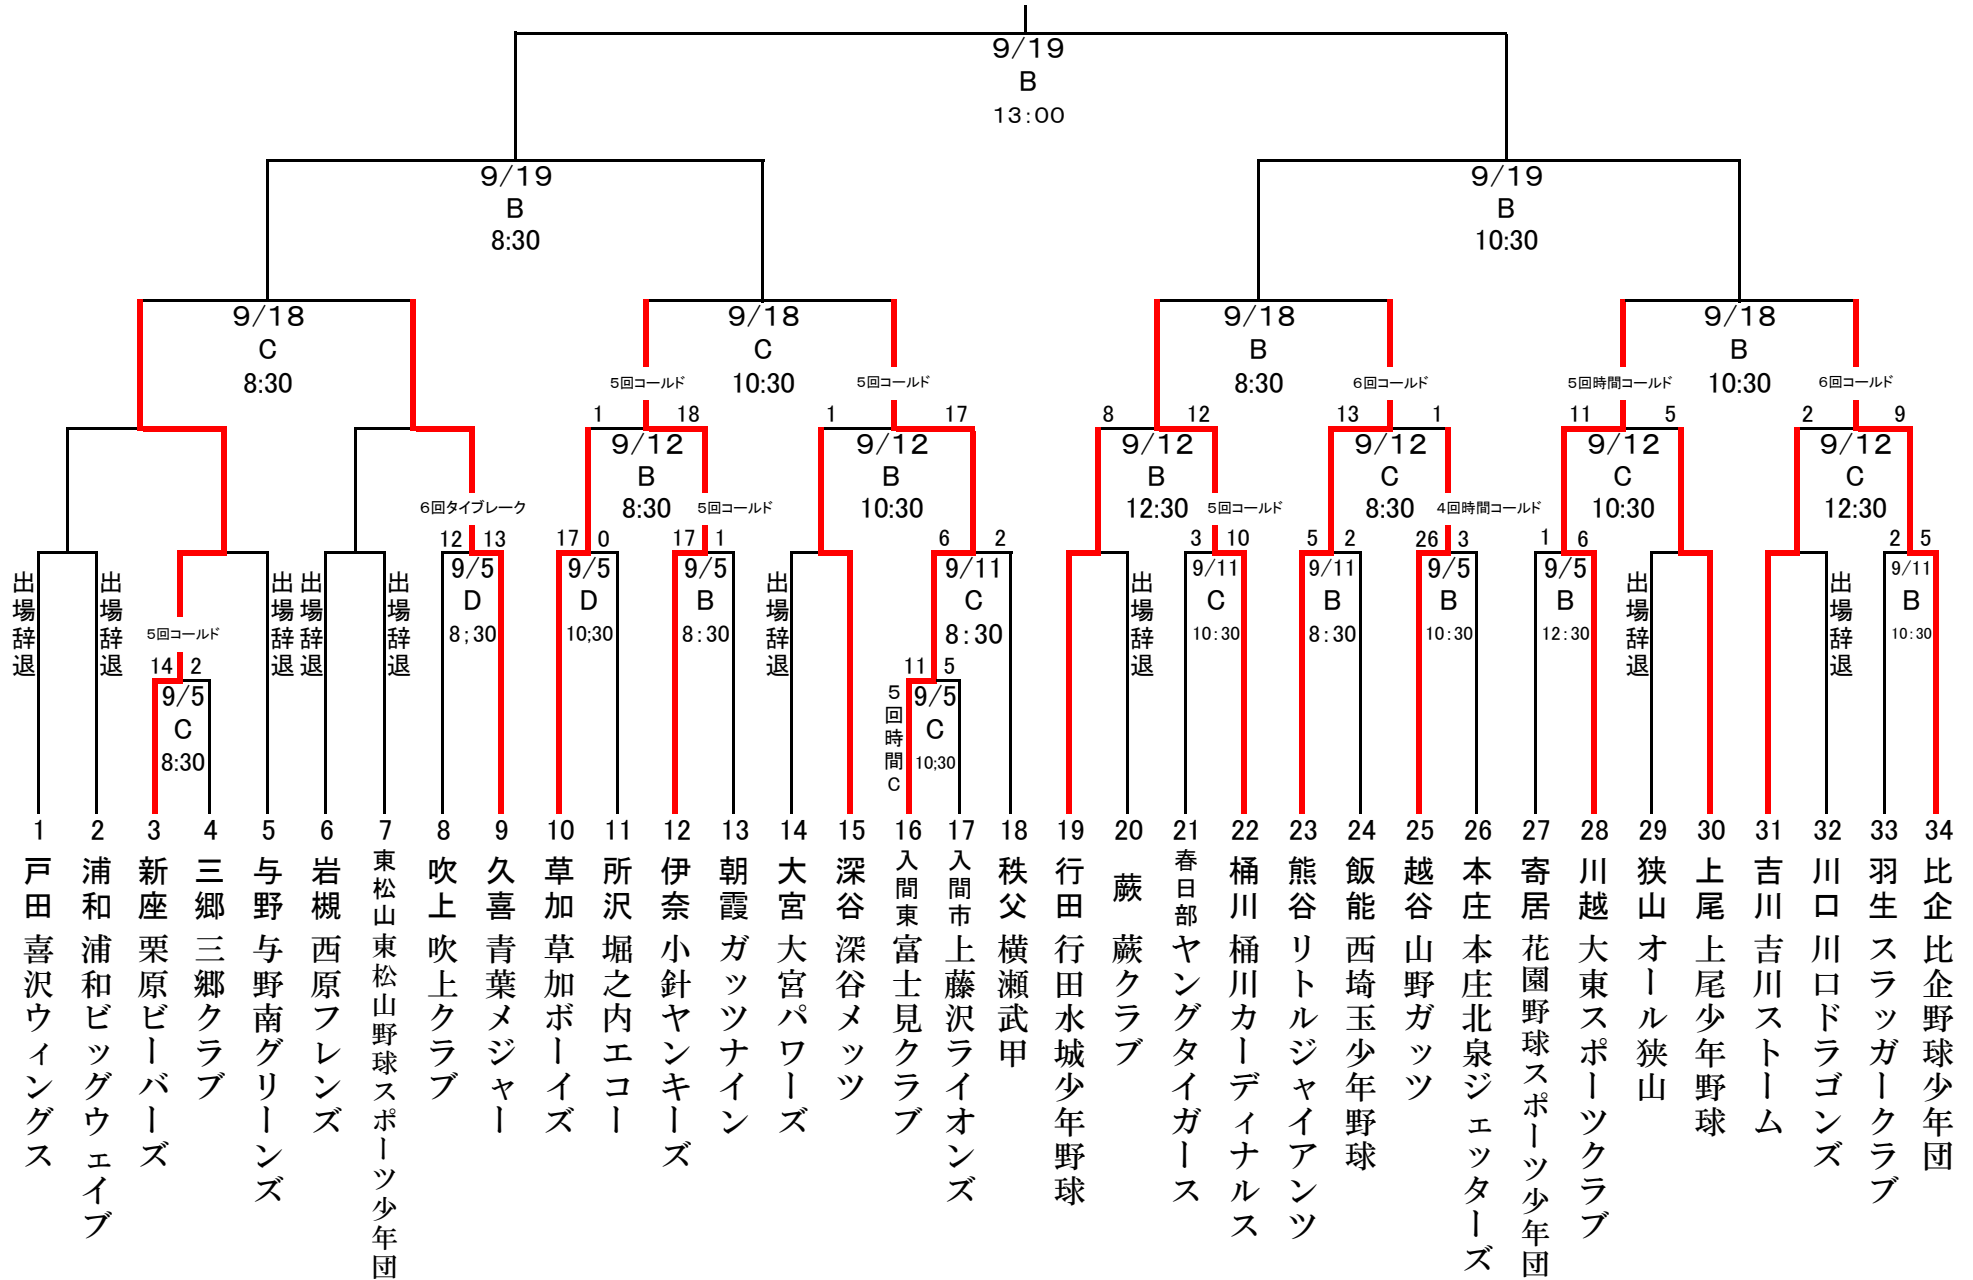 9/19
B
13:00
9/19
B
8:30
9/19
B
10:30
9/18
C
8:30
9/18
C
10:30
9/18
B
8:30
9/18
B
10:30
5回コールド
5回コールド
6回コールド
5回時間コールド
6回コールド
1 18
9/12
B
8:30
1 17
9/12
B
10:30
8 12
9/12
B
12:30
13 1
9/12
C
8:30
11 5
9/12
C
10:30
2 9
9/12
C
12:30
6回タイブレーク
5回コールド
5回コールド
4回時間コールド
12 13
9/5
D
8;30
17 0
9/5
D
10;30
17 1
9/5
B
8:30
6 2
9/11
C
8:30
3 10
9/11
C
10:30
5 2
9/11
B
8:30
26 3
9/5
B
10:30
1 6
9/5
B
12:30
2 5
9/11
B
10:30
出場辞退
出場辞退
出場辞退
出場辞退
出場辞退
出場辞退
出場辞退
出場辞退
出場辞退
5回コールド
14 2
9/5
C
8:30
11 5
5回時間C
9/5
C
10;30
1 戸田 喜沢ウィングス
2 浦和 浦和ビッグウェイブ
3 新座 栗原ビーバーズ
4 三郷 三郷クラブ
5 与野 与野南グリーンズ
6 岩槻 西原フレンズ
7 東松山 東松山野球スポーツ少年団
8 吹上 吹上クラブ
9 久喜 青葉メジャー
10 草加 草加ボーイズ
11 所沢 堀之内エコー
12 伊奈 小針ヤンキーズ
13 朝霞 ガッツナイン
14 大宮 大宮パワーズ
15 深谷 深谷メッツ
16 入間東 富士見クラブ
17 入間市 上藤沢ライオンズ
18 秩父 横瀬武甲
19 行田 行田水城少年野球
20 蕨 蕨クラブ
21 春日部 ヤングタイガース
22 桶川 桶川カーディナルス
23 熊谷 リトルジャイアンツ
24 飯能 西埼玉少年野球
25 越谷 山野ガッツ
26 本庄 本庄北泉ジェッターズ
27 寄居 花園野球スポーツ少年団
28 川越 大東スポーツクラブ
29 狭山 オール狭山
30 上尾 上尾少年野球
31 吉川 吉川ストーム
32 川口 川口ドラゴンズ
33 羽生 スラッガークラブ
34 比企 比企野球少年団